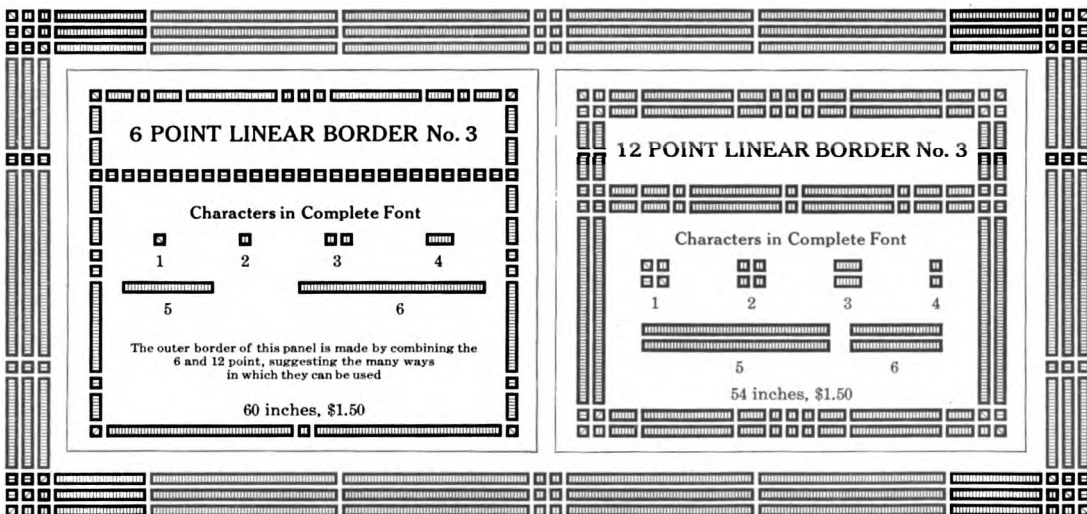 6 POINT LINEAR BORDER No. 3
Characters in Complete Font
1 2 3 4
5 6
The outer border of this panel is made by combining the
6 and 12 point, suggesting the many ways
in which they can be used
60 inches, $1.50
12 POINT LINEAR BORDER No. 3
Characters in Complete Font
1 2 3 4
5 6
54 inches, $1.50